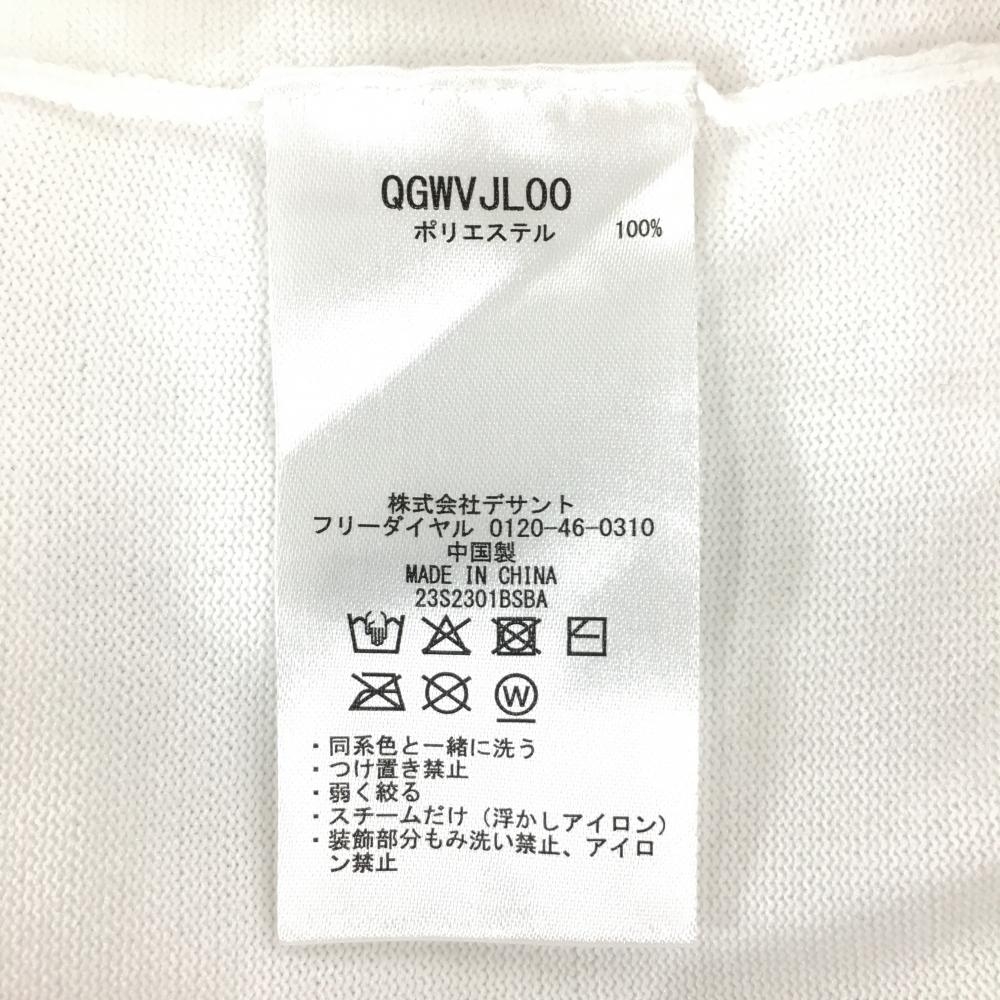 QGWVJL00
ポリエステル 100%
株式会社デサント
フリーダイヤル 0120-46-0310
中国製
MADE IN CHINA
23S2301BSBA
W
・同系色と一緒に洗う
・つけ置き禁止
・弱く絞る
・スチームだけ（浮かしアイロン）
・装飾部分もみ洗い禁止、アイロ
ン禁止